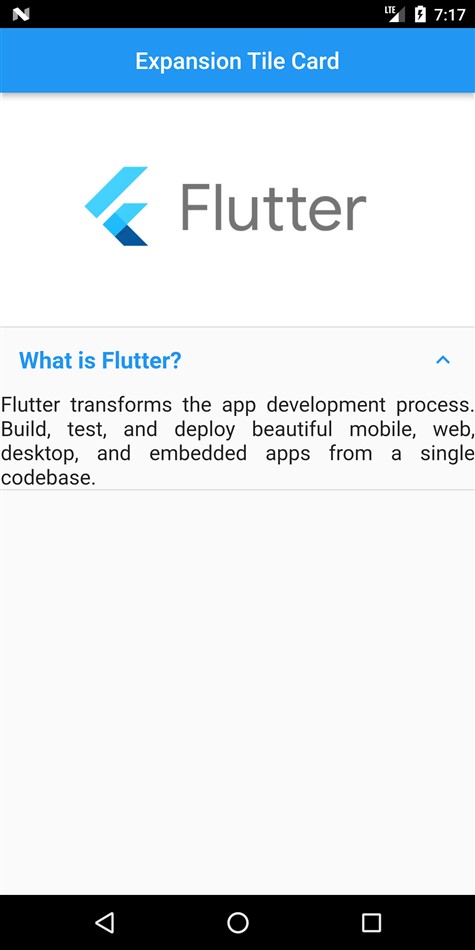 LTE 7:17
Expansion Tile Card
Flutter
What is Flutter?
Flutter transforms the app development process.
Build, test, and deploy beautiful mobile, web,
desktop, and embedded apps from a single
codebase.